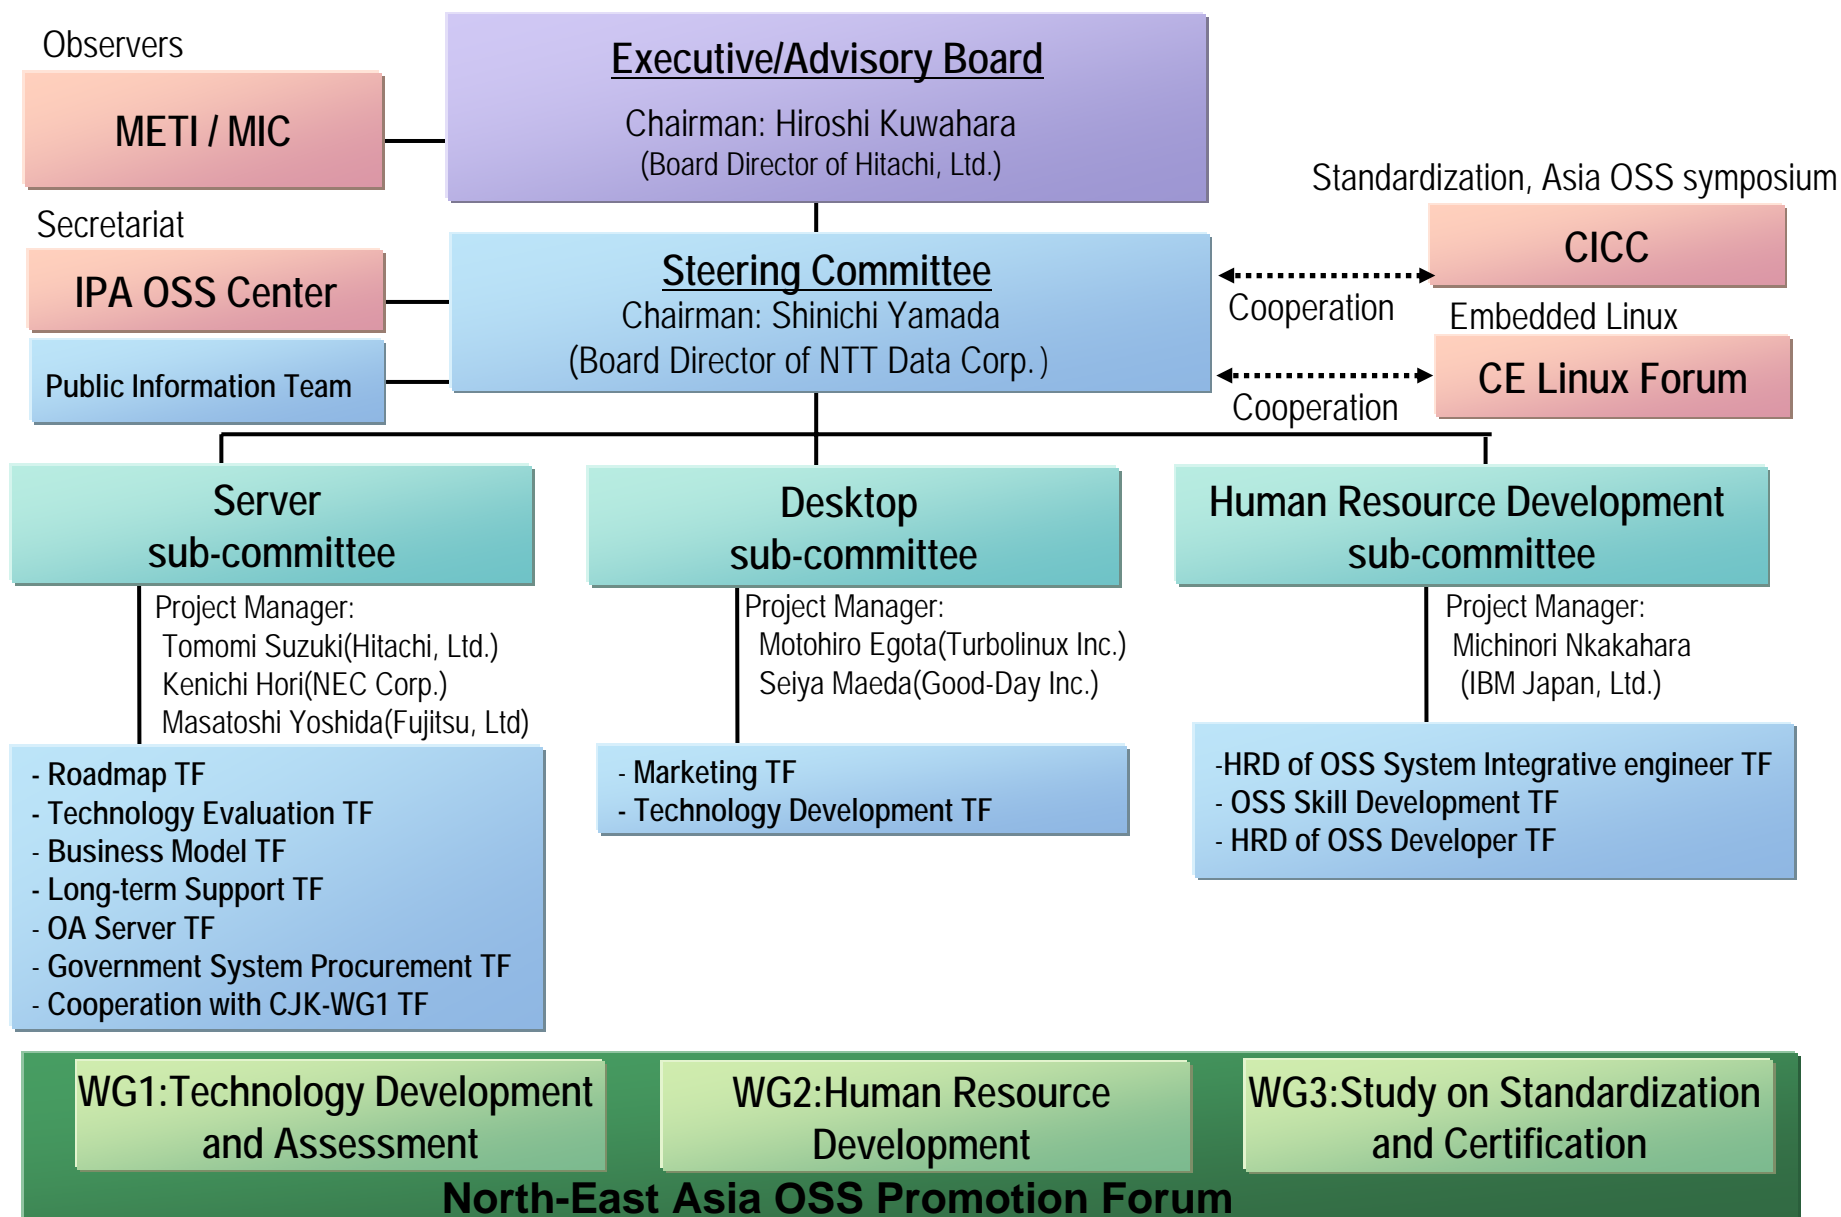 Observers
METI / MIC
Executive/Advisory Board
Chairman: Hiroshi Kuwahara
(Board Director of Hitachi, Ltd.)
Secretariat
IPA OSS Center
Public Information Team
Steering Committee
Chairman: Shinichi Yamada
(Board Director of NTT Data Corp.)
Standardization, Asia OSS symposium
CICC
Cooperation
Embedded Linux
CE Linux Forum
Cooperation
Server
sub-committee
Project Manager:
Tomomi Suzuki(Hitachi, Ltd.)
Kenichi Hori(NEC Corp.)
Masatoshi Yoshida(Fujitsu, Ltd)
- Roadmap TF
- Technology Evaluation TF
- Business Model TF
- Long-term Support TF
- OA Server TF
- Government System Procurement TF
- Cooperation with CJK-WG1 TF
Desktop
sub-committee
Project Manager:
Motohiro Egota(Turbolinux Inc.)
Seiya Maeda(Good-Day Inc.)
- Marketing TF
- Technology Development TF
Human Resource Development
sub-committee
Project Manager:
Michinori Nkakahara
(IBM Japan, Ltd.)
-HRD of OSS System Integrative engineer TF
- OSS Skill Development TF
- HRD of OSS Developer TF
WG1:Technology Development
and Assessment
WG2:Human Resource
Development
WG3:Study on Standardization
and Certification
North-East Asia OSS Promotion Forum